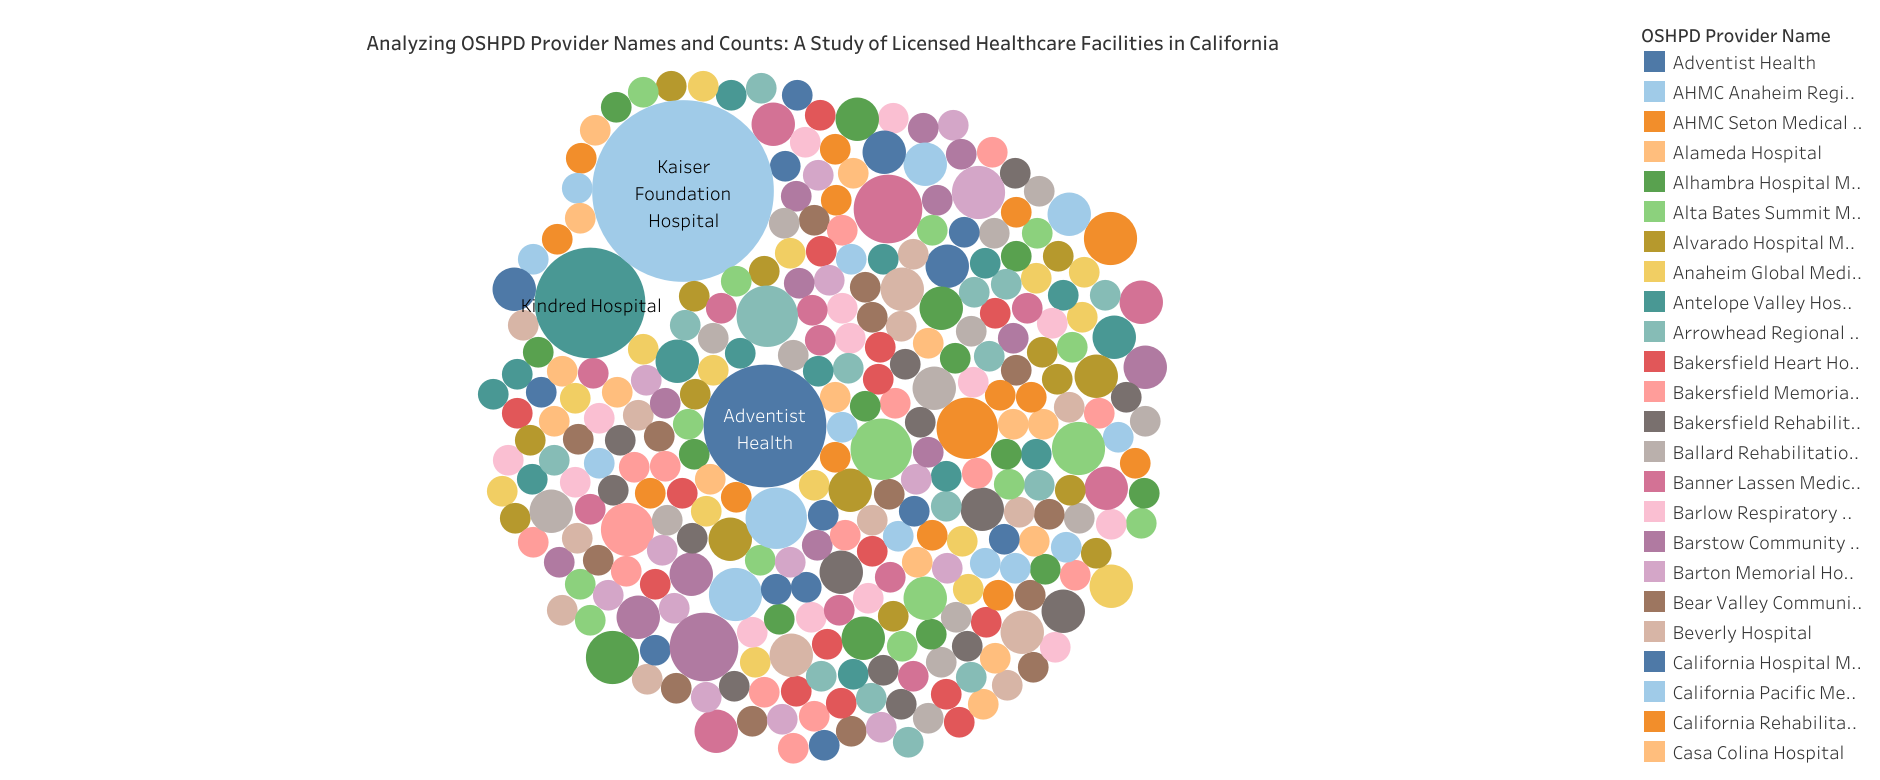 Analyzing OSHPD Provider Names and Counts: A Study of Licensed Healthcare Facilities in California
Kaiser
Foundation
Hospital
Kindred Hospital
Adventist
Health
OSHPD Provider Name
Adventist Health
AHMC Anaheim Regi..
AHMC Seton Medical ..
Alameda Hospital
Alhambra Hospital M..
Alta Bates Summit M..
Alvarado Hospital M..
Anaheim Global Medi..
Antelope Valley Hos..
Arrowhead Regional ..
Bakersfield Heart Ho..
Bakersfield Memoria..
Bakersfield Rehabilit..
Ballard Rehabilitatio..
Banner Lassen Medic..
Barlow Respiratory ..
Barstow Community ..
Barton Memorial Ho..
Bear Valley Communi..
Beverly Hospital
California Hospital M..
California Pacific Me..
California Rehabilita..
Casa Colina Hospital